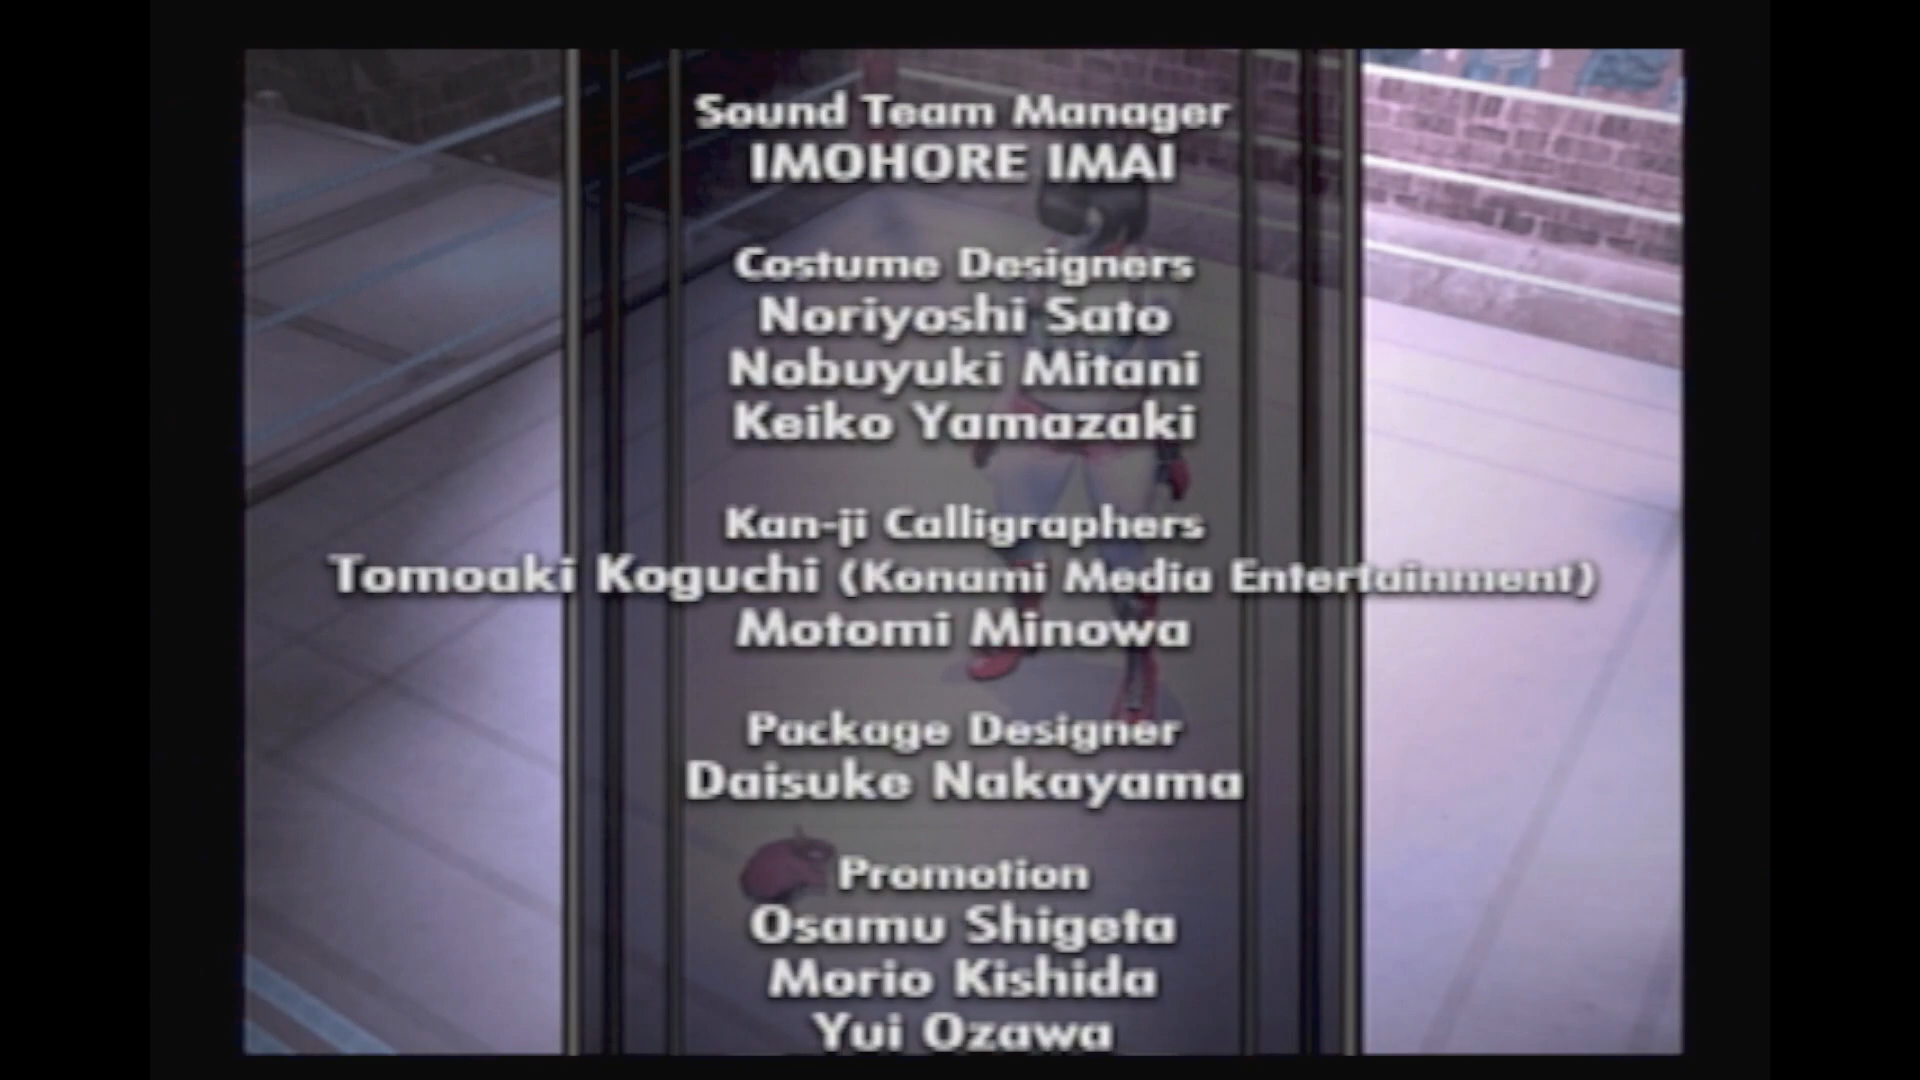 Sound Team Manager
IMOHORE IMAI
Costume Designers
Noriyoshi Sato
Nobuyuki Mitani
Keiko Yamazaki
Kan-ji Calligraphers
Tomoaki Koguchi (Konami Media Entertainment)
Motomi Minowa
Package Designer
Daisuke Nakayama
Promotion
Osamu Shigeta
Morio Kishida
Yui Ozawa